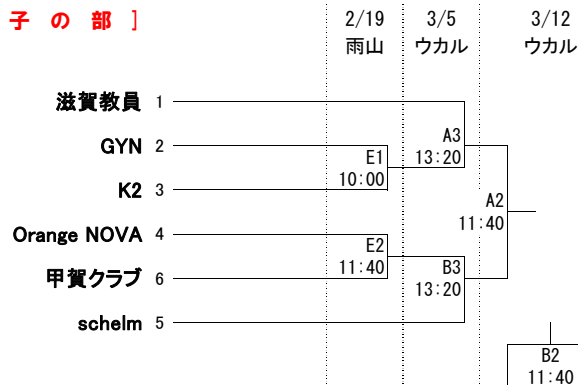 子 の 部 ]
2/19 3/5 3/12
雨山 ウカル ウカル
滋賀教員 1
A3
GYN 2
E1 13:20
10:00
K2 3
A2
11:40
Orange NOVA 4
E2
11:40 B3
甲賀クラブ 6
13:20
schelm 5
B2
11:40